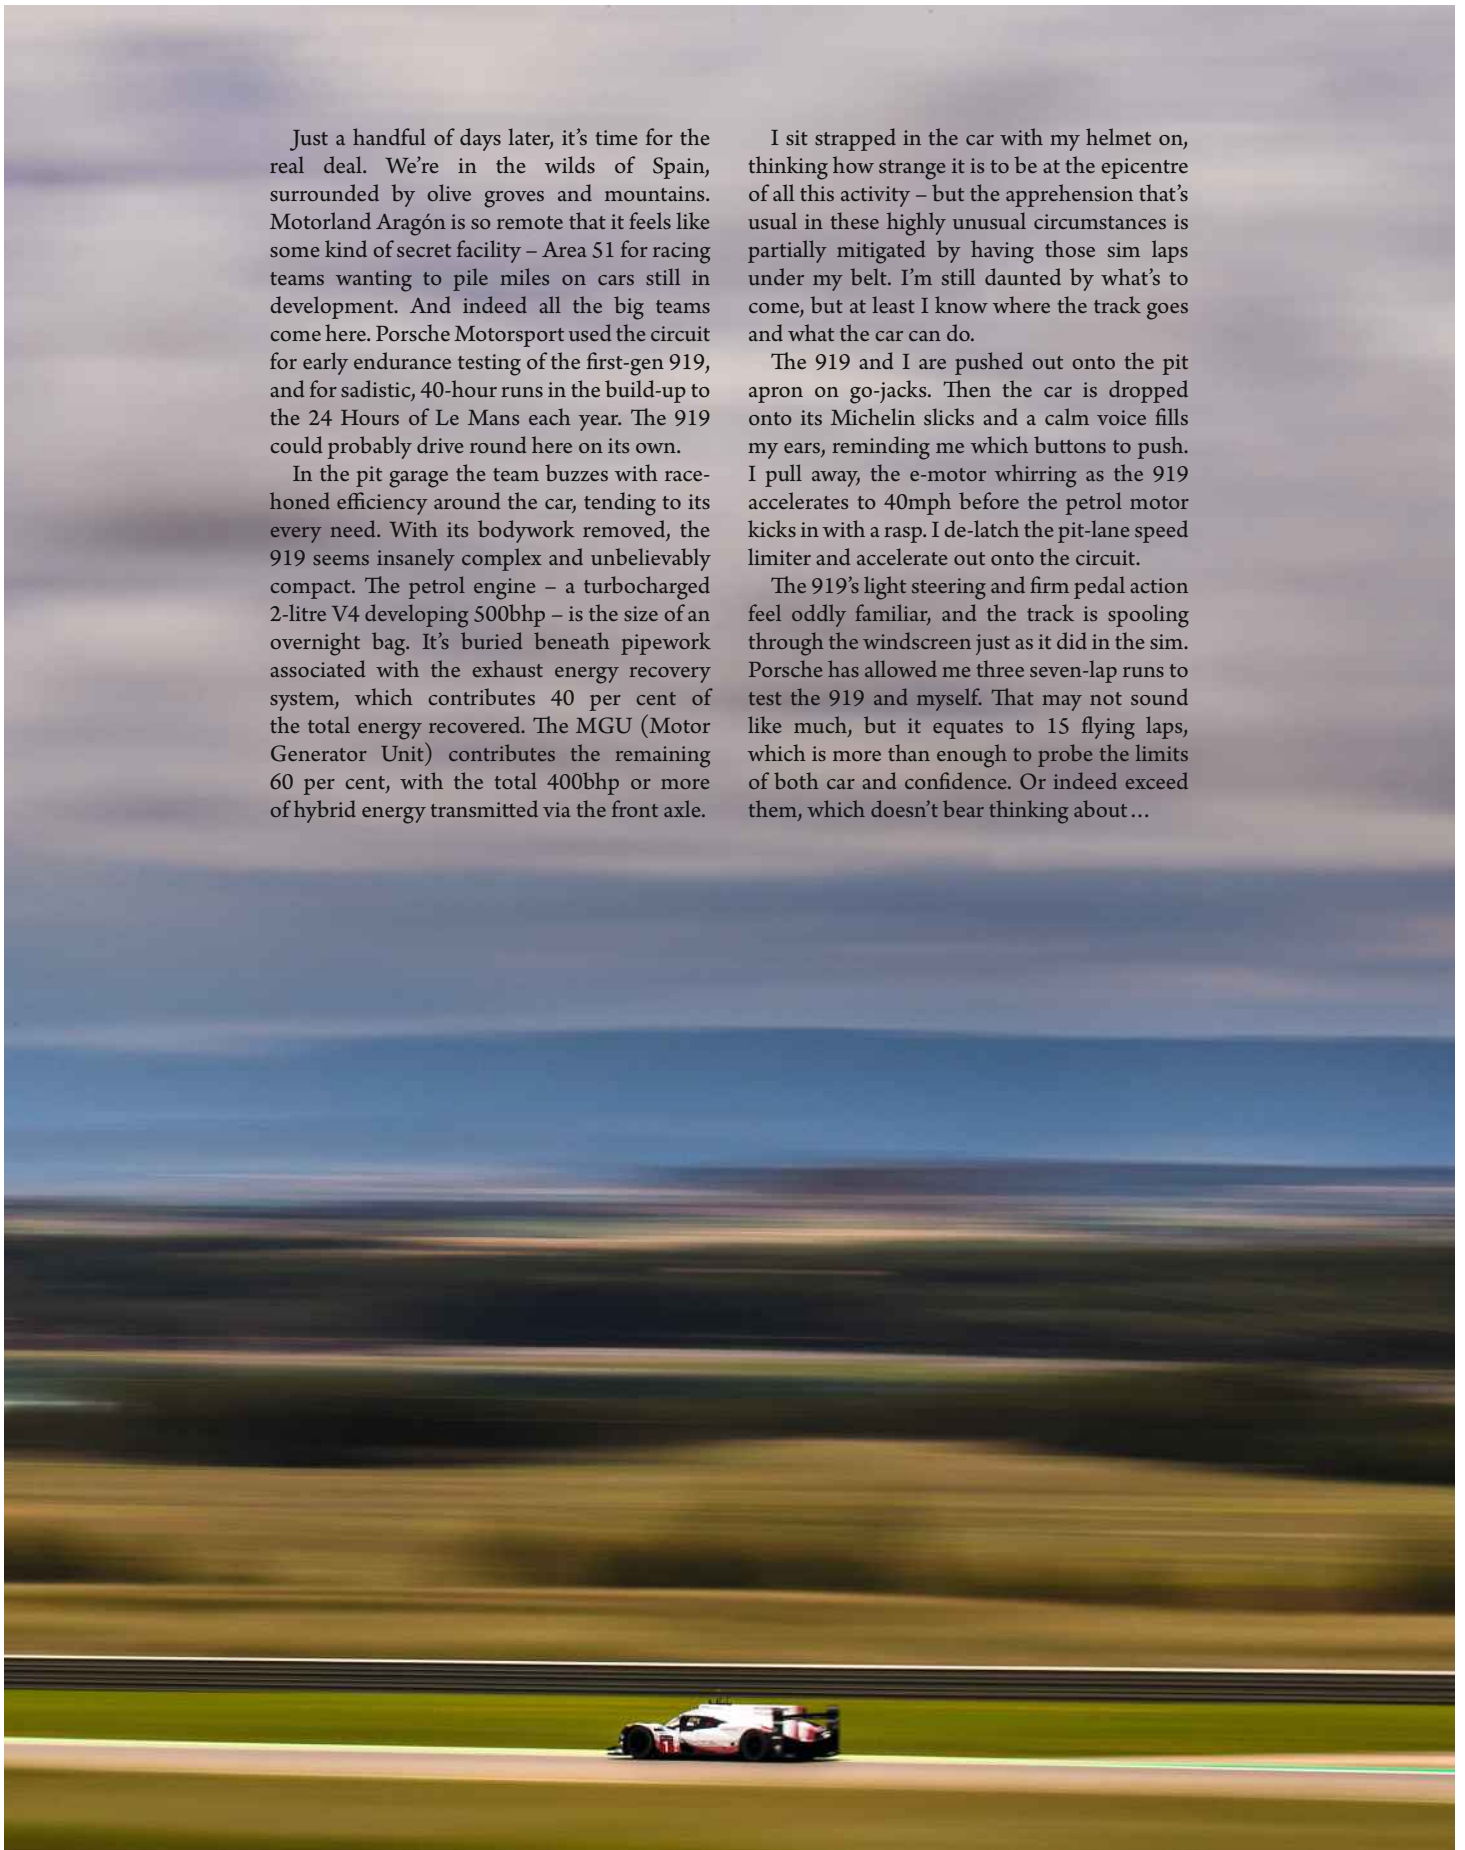 Just a handful of days later, it’s time for the
real deal. We’re in the wilds of Spain,
surrounded by olive groves and mountains.
Motorland Aragón is so remote that it feels like
some kind of secret facility – Area 51 for racing
teams wanting to pile miles on cars still in
development. And indeed all the big teams
come here. Porsche Motorsport used the circuit
for early endurance testing of the first-gen 919,
and for sadistic, 40-hour runs in the build-up to
the 24 Hours of Le Mans each year. The 919
could probably drive round here on its own.
In the pit garage the team buzzes with race-
honed efficiency around the car, tending to its
every need. With its bodywork removed, the
919 seems insanely complex and unbelievably
compact. The petrol engine – a turbocharged
2-litre V4 developing 500bhp – is the size of an
overnight bag. It’s buried beneath pipework
associated with the exhaust energy recovery
system, which contributes 40 per cent of
the total energy recovered. The MGU (Motor
Generator Unit) contributes the remaining
60 per cent, with the total 400bhp or more
of hybrid energy transmitted via the front axle.
I sit strapped in the car with my helmet on,
thinking how strange it is to be at the epicentre
of all this activity – but the apprehension that’s
usual in these highly unusual circumstances is
partially mitigated by having those sim laps
under my belt. I’m still daunted by what’s to
come, but at least I know where the track goes
and what the car can do.
The 919 and I are pushed out onto the pit
apron on go-jacks. Then the car is dropped
onto its Michelin slicks and a calm voice fills
my ears, reminding me which buttons to push.
I pull away, the e-motor whirring as the 919
accelerates to 40mph before the petrol motor
kicks in with a rasp. I de-latch the pit-lane speed
limiter and accelerate out onto the circuit.
The 919’s light steering and firm pedal action
feel oddly familiar, and the track is spooling
through the windscreen just as it did in the sim.
Porsche has allowed me three seven-lap runs to
test the 919 and myself. That may not sound
like much, but it equates to 15 flying laps,
which is more than enough to probe the limits
of both car and confidence. Or indeed exceed
them, which doesn’t bear thinking about…
1